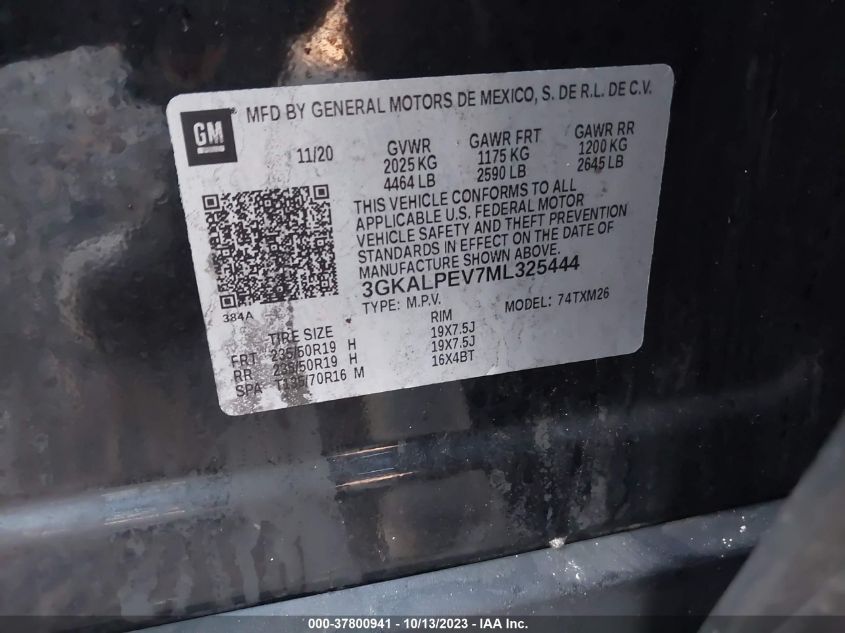 GM
MFD BY GENERAL MOTORS DE MEXICO, S. DE R.L. DE C.V.
11/20 GVWR GAWR FRT GAWR RR
2025 KG 1175 KG 1200 KG
4464 LB 2590 LB 2645 LB
THIS VEHICLE CONFORMS TO ALL
APPLICABLE U.S. FEDERAL MOTOR
VEHICLE SAFETY AND THEFT PREVENTION
STANDARDS IN EFFECT ON THE DATE OF
MANUFACTURE SHOWN ABOVE.
3GKALPEV7ML325444
TYPE: M.P.V. MODEL: 74TXM26
384A
TIRE SIZE RIM
FRT 235/50R19 H 19X7.5J
RR 235/50R19 H 19X7.5J
SPA T135/70R16 M 16X4BT
000-37800941 - 10/13/2023 - IAA Inc.